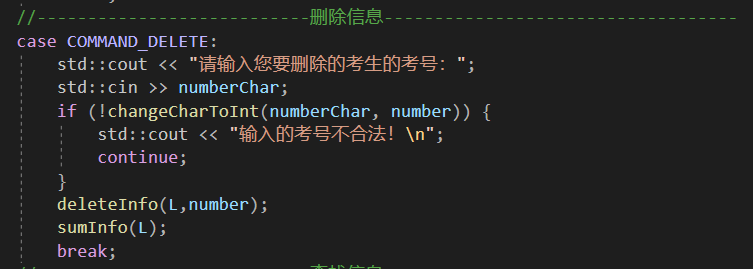 //----------------------------删除信息------------------------------------
case COMMAND_DELETE:
std::cout << "请输入您要删除的考生的考号：";
std::cin >> numberChar;
if (!changeCharToInt(numberChar, number)) {
std::cout << "输入的考号不合法！\n";
continue;
}
deleteInfo(L,number);
sumInfo(L);
break;